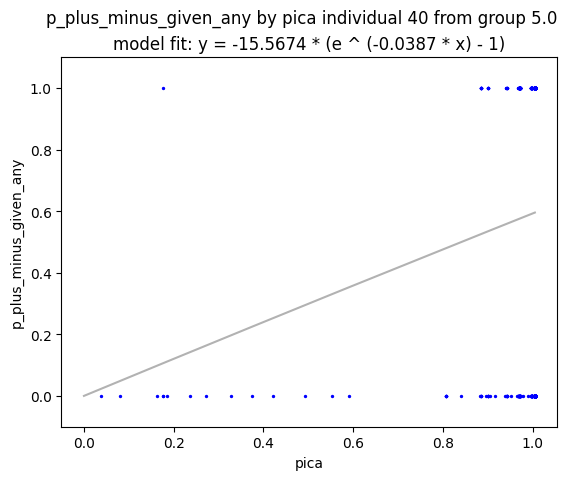 p_plus_minus_given_any by pica individual 40 from group 5.0
model fit: y = -15.5674 * (e ^ (-0.0387 * x) - 1)
1.0
0.8
0.6
0.4
0.2
0.0
p_plus_minus_given_any
0.0 0.2 0.4 0.6 0.8 1.0
pica